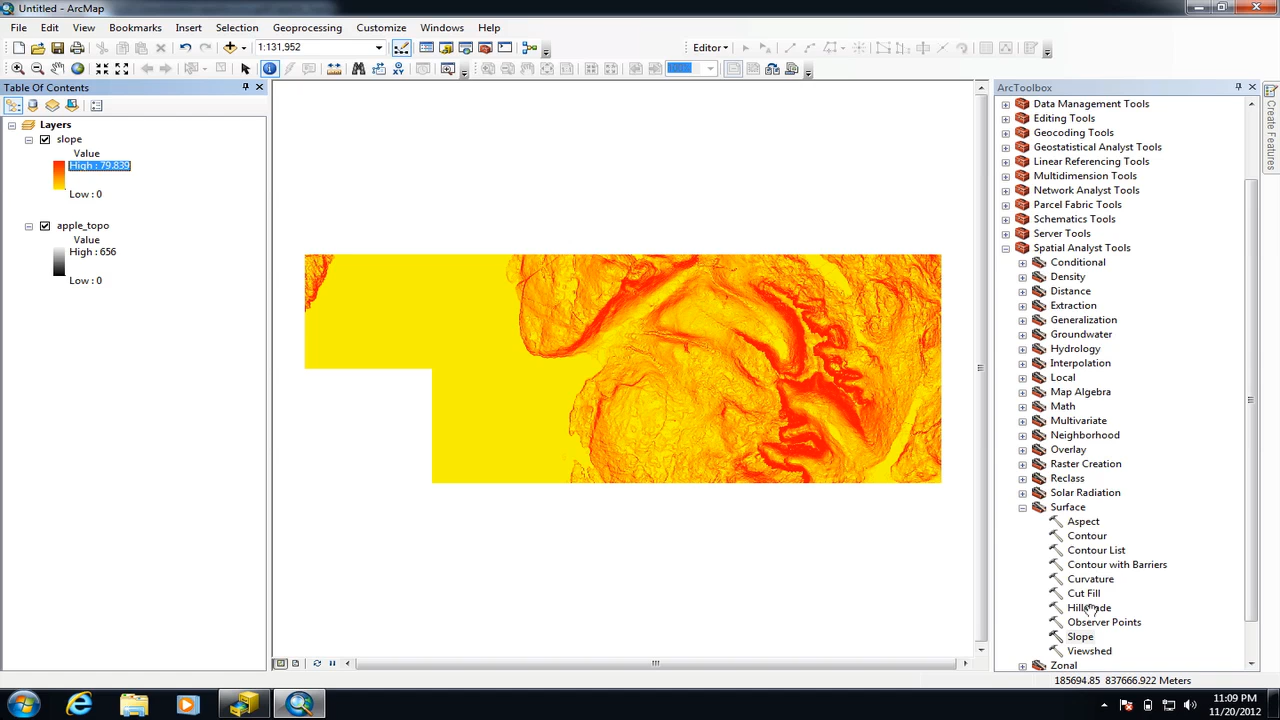 Untitled - ArcMap
File Edit View Bookmarks Insert Selection Geoprocessing Customize Windows Help
1:131,952
Editor
Table Of Contents
Layers
slope
Value
High : 79.839
Low : 0
apple_topo
Value
High : 656
Low : 0
ArcToolbox
Data Management Tools
Editing Tools
Geocoding Tools
Geostatistical Analyst Tools
Linear Referencing Tools
Multidimension Tools
Network Analyst Tools
Parcel Fabric Tools
Schematics Tools
Server Tools
Spatial Analyst Tools
Conditional
Density
Distance
Extraction
Generalization
Groundwater
Hydrology
Interpolation
Local
Map Algebra
Math
Multivariate
Neighborhood
Overlay
Raster Creation
Reclass
Solar Radiation
Surface
Aspect
Contour
Contour List
Contour with Barriers
Curvature
Cut Fill
Hillshade
Observer Points
Slope
Viewshed
Zonal
Create Features
185694.85 837666.922 Meters
11:09 PM
11/20/2012